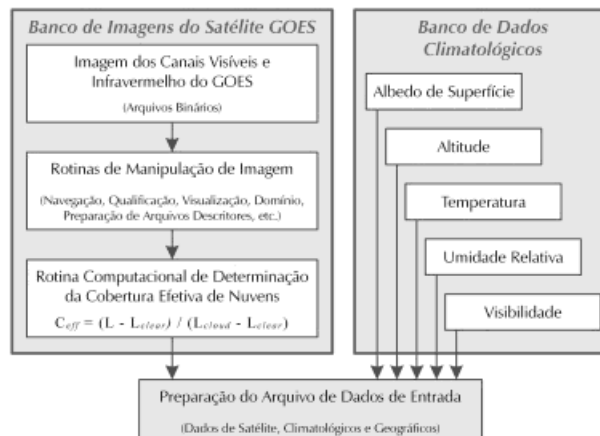 Banco de Imagens do Satélite GOES
Imagem dos Canais Visíveis e
Infravermelho do GOES
(Arquivos Binários)
Rotinas de Manipulação de Imagem
(Navegação, Qualificação, Visualização, Domínio,
Preparação de Arquivos Descritores, etc.)
Rotina Computacional de Determinação
da Cobertura Efetiva de Nuvens
Ceff = (L - Lclear) / (Lcloud - Lclear)
Banco de Dados
Climatológicos
Albedo de Superfície
Altitude
Temperatura
Umidade Relativa
Visibilidade
Preparação do Arquivo de Dados de Entrada
(Dados de Satélite, Climatológicos e Geográficos)